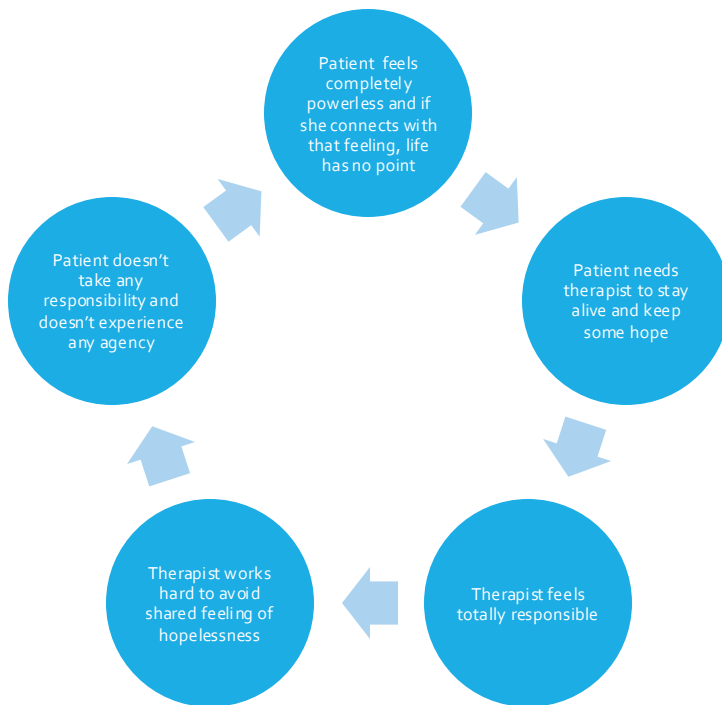 Patient feels
completely
powerless and if
she connects with
that feeling, life
has no point
Patient needs
therapist to stay
alive and keep
some hope
Therapist feels
totally responsible
Therapist works
hard to avoid
shared feeling of
hopelessness
Patient doesn’t
take any
responsibility and
doesn’t experience
any agency